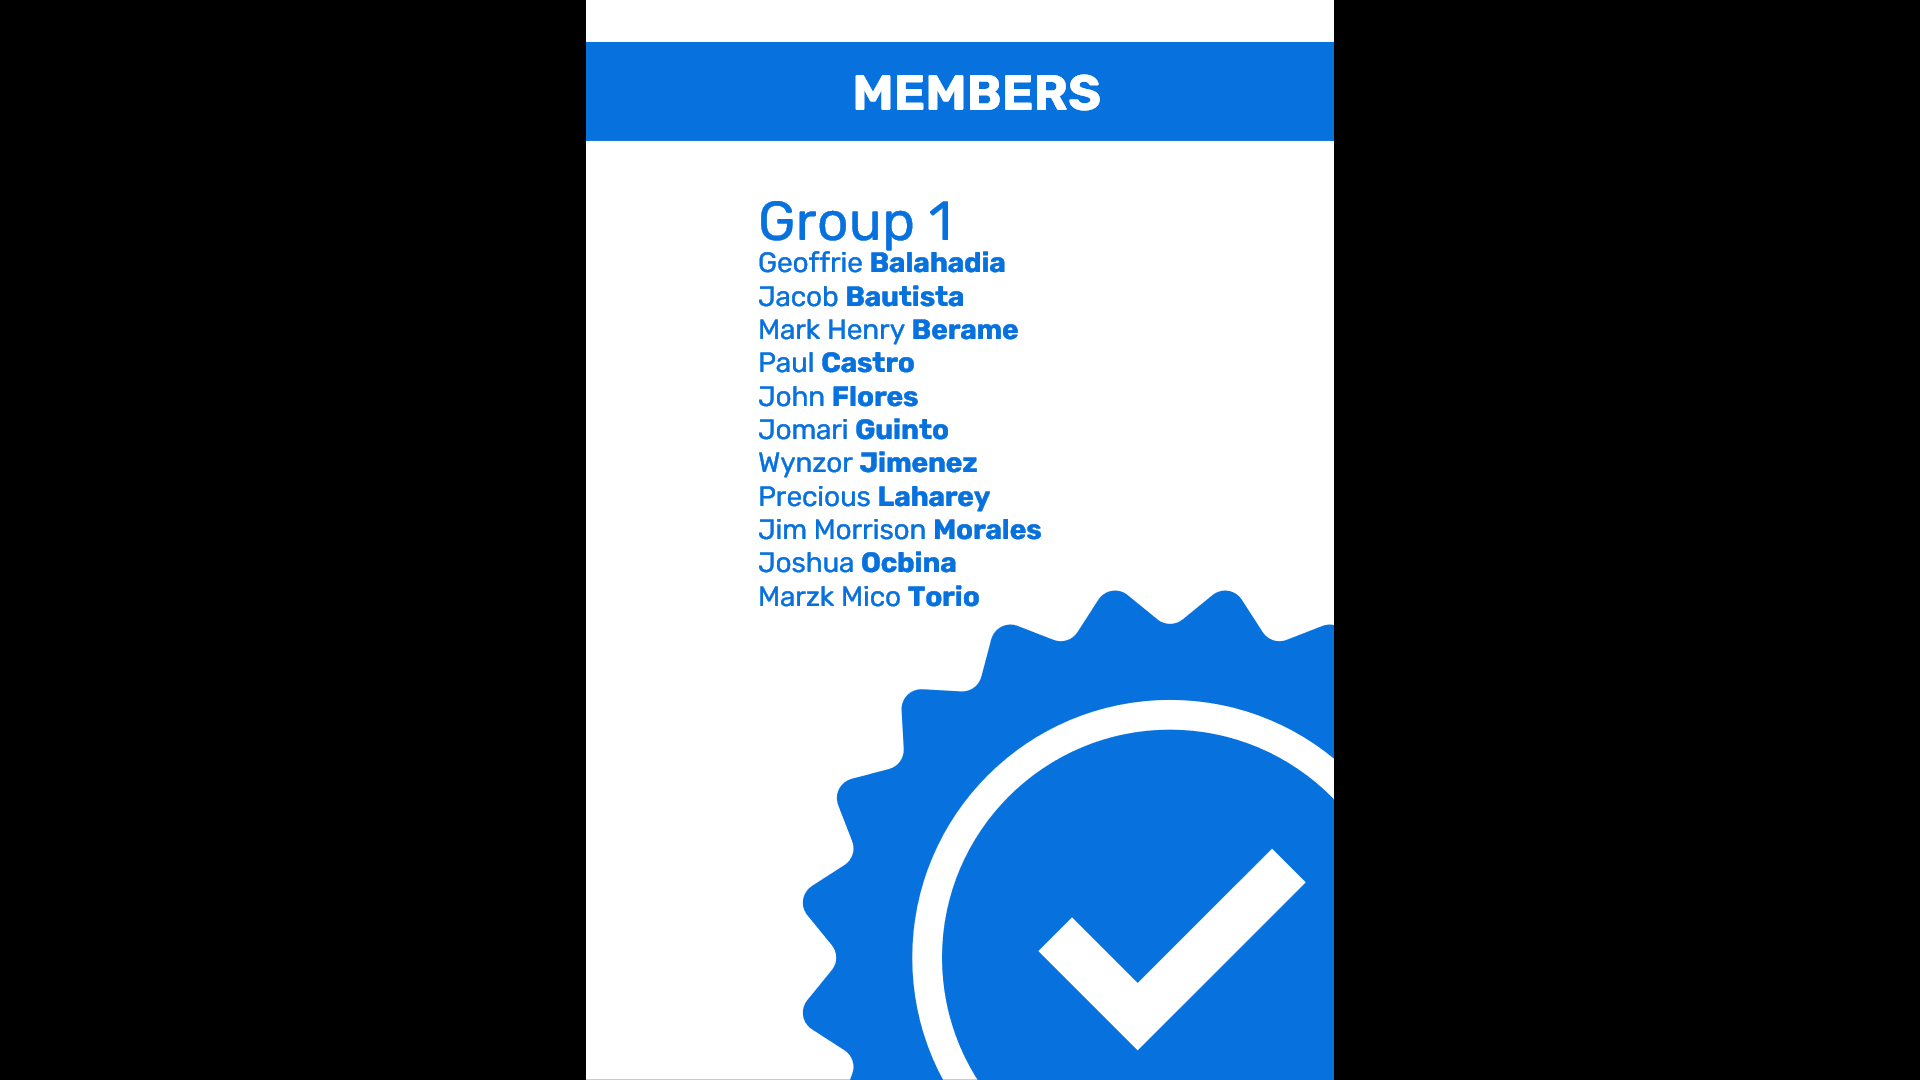 MEMBERS
Group 1
Geoffrie Balahadia
Jacob Bautista
Mark Henry Berame
Paul Castro
John Flores
Jomari Guinto
Wynzor Jimenez
Precious Laharey
Jim Morrison Morales
Joshua Ocbina
Marzk Mico Torio